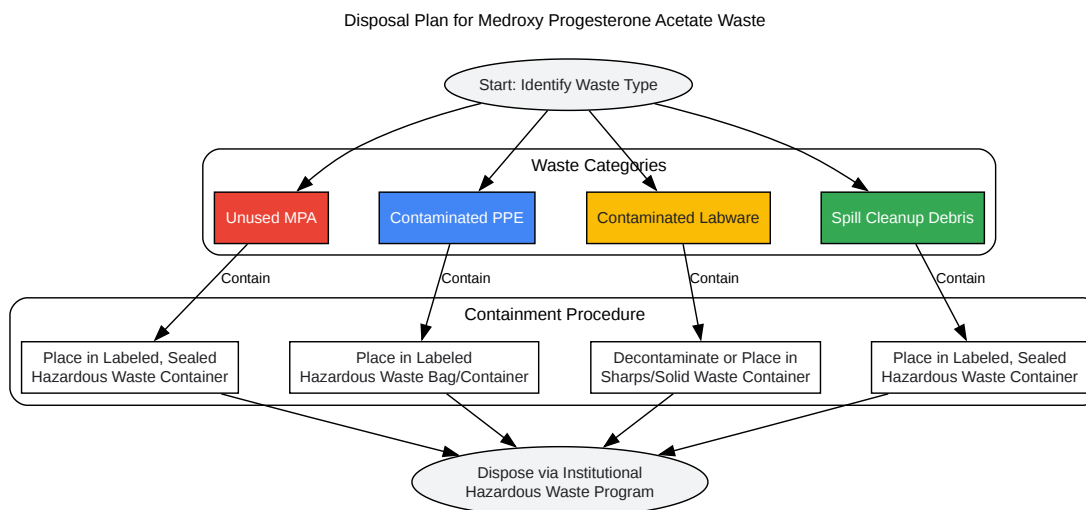 Disposal Plan for Medroxy Progesterone Acetate Waste
Start: Identify Waste Type
Waste Categories
Unused MPA
Contaminated PPE
Contaminated Labware
Spill Cleanup Debris
Contain
Contain
Contain
Contain
Containment Procedure
Place in Labeled, Sealed
Hazardous Waste Container
Place in Labeled
Hazardous Waste Bag/Container
Decontaminate or Place in
Sharps/Solid Waste Container
Place in Labeled, Sealed
Hazardous Waste Container
Dispose via Institutional
Hazardous Waste Program